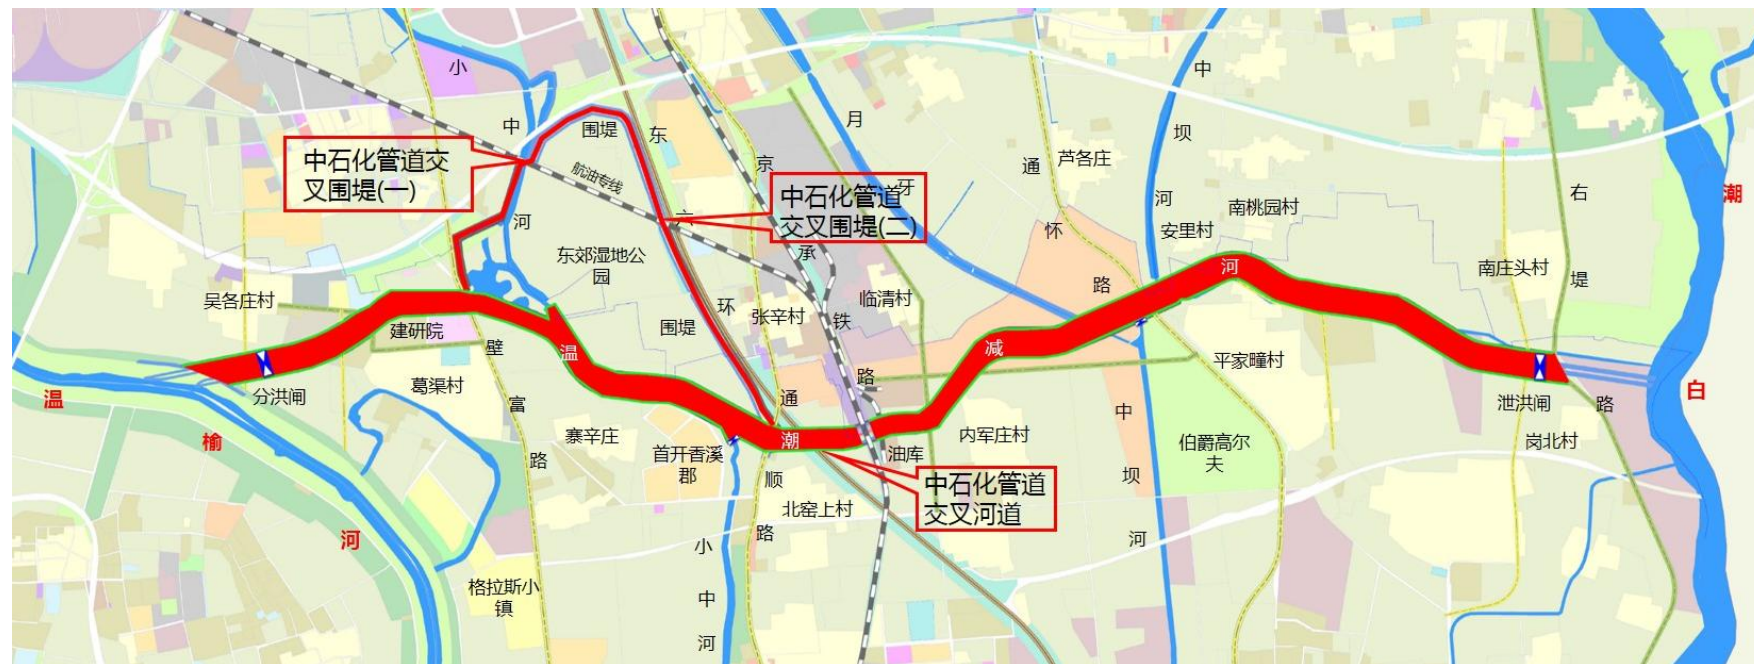 小
中
河
围堤
东
六
环
路
航油专线
中石化管道交
叉围堤(一)
中石化管道
交叉围堤(二)
月
牙
河
中
坝
河
中
坝
河
京
承
铁
路
通
怀
路
芦各庄
安里村
南桃园村
右
堤
路
潮
白
南庄头村
东郊湿地公
园
围堤
吴各庄村
建研院
张辛村
临清村
壁
富
路
温
潮
减
河
分洪闸
葛渠村
平家疃村
泄洪闸
岗北村
温
榆
河
寨辛庄
首开香溪
郡
通
顺
路
油库
内军庄村
伯爵高尔
夫
中石化管道
交叉河道
北窑上村
小
中
河
格拉斯小
镇